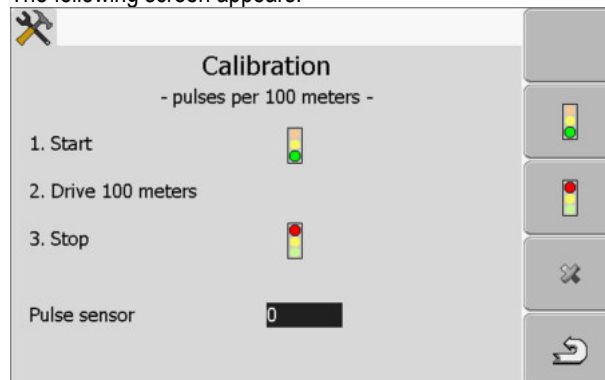 The following screen appears:
Calibration
- pulses per 100 meters -
1. Start
2. Drive 100 meters
3. Stop
Pulse sensor 0